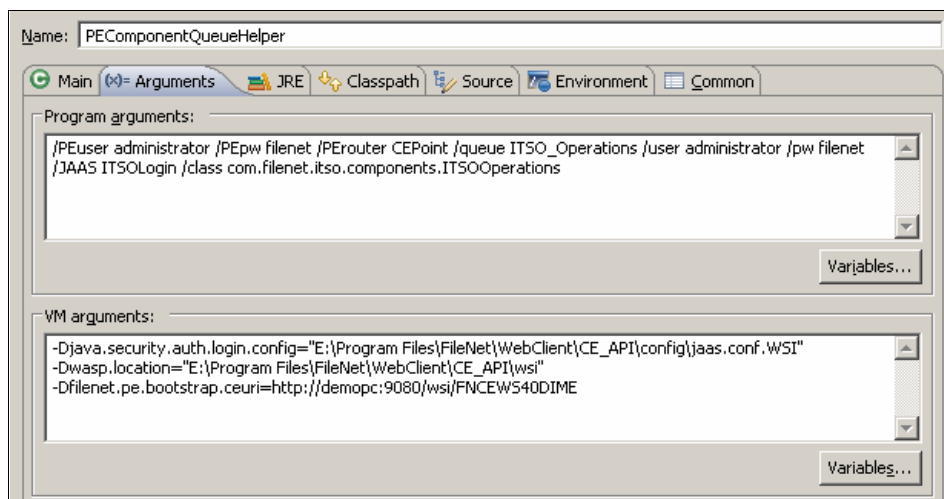 Name: PEComponentQueueHelper
Main (x)= Arguments JRE Classpath Source Environment Common
Program arguments:
/PEuser administrator /PEpw filenet /PErouter CEPoint /queue ITSO_Operations /user administrator /pw filenet
/JAAS ITSOLogin /class com.filenet.itso.components.ITSOOperations
Variables...
VM arguments:
-Djava.security.auth.login.config="E:\Program Files\FileNet\WebClient\CE_API\config\jaas.conf.WSI"
-Dwasp.location="E:\Program Files\FileNet\WebClient\CE_API\wsi"
-Dfilenet.pe.bootstrap.ceuri=http://demopc:9080/wsi/FNCEWS40DIME
Variables...